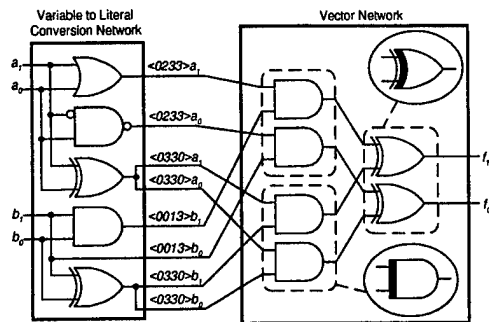 Variable to Literal
Conversion Network
Vector Network
a₁
a₀
b₁
b₀
<0233>a₁
<0233>a₀
<0330>a₁
<0330>a₀
<0013>b₁
<0013>b₀
<0330>b₁
<0330>b₀
f₁
f₀